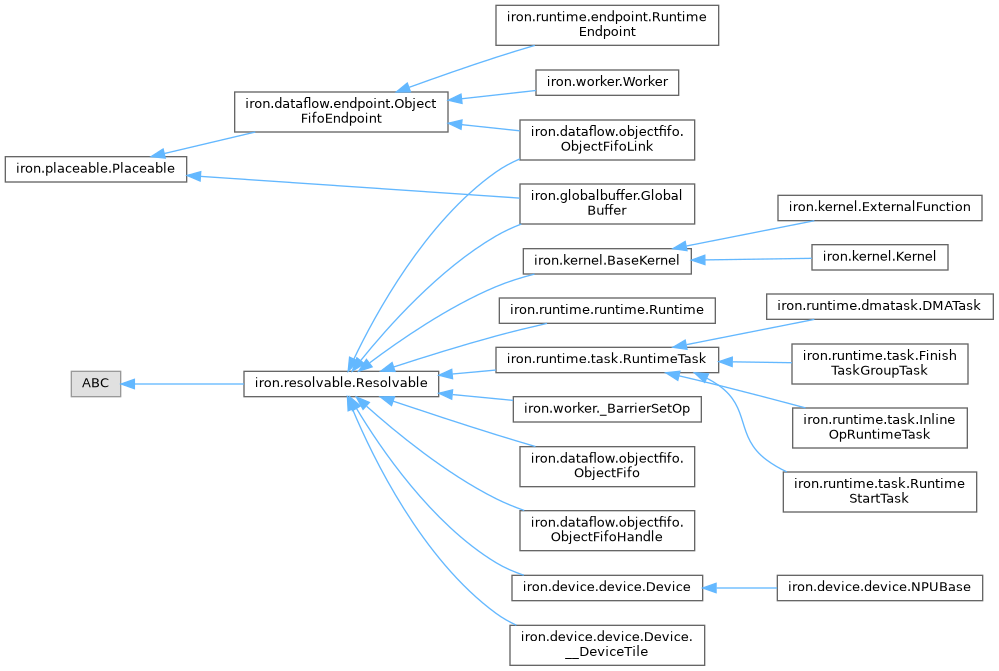 iron.runtime.endpoint.Runtime
Endpoint
iron.worker.Worker
iron.dataflow.endpoint.Object
FifoEndpoint
iron.dataflow.objectfifo.
ObjectFifoLink
iron.placeable.Placeable
iron.globalbuffer.Global
Buffer
iron.kernel.ExternalFunction
iron.kernel.BaseKernel
iron.kernel.Kernel
iron.runtime.runtime.Runtime
iron.runtime.dmatask.DMATask
iron.runtime.task.RuntimeTask
iron.runtime.task.Finish
TaskGroupTask
ABC
iron.resolvable.Resolvable
iron.worker._BarrierSetOp
iron.runtime.task.Inline
OpRuntimeTask
iron.dataflow.objectfifo.
ObjectFifo
iron.runtime.task.Runtime
StartTask
iron.dataflow.objectfifo.
ObjectFifoHandle
iron.device.device.Device
iron.device.device.NPUBase
iron.device.device.Device.
__DeviceTile